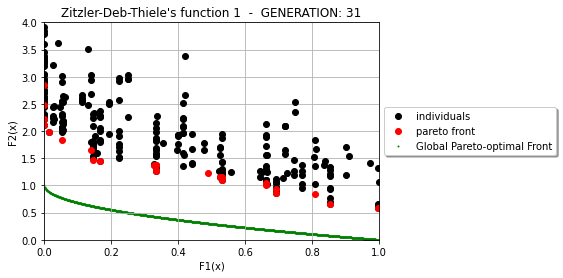 Zitzler-Deb-Thiele's function 1 - GENERATION: 31
4.0
3.5
3.0
2.5
2.0
1.5
1.0
0.5
0.0
F2(x)
0.0 0.2 0.4 0.6 0.8 1.0
F1(x)
individuals
pareto front
Global Pareto-optimal Front